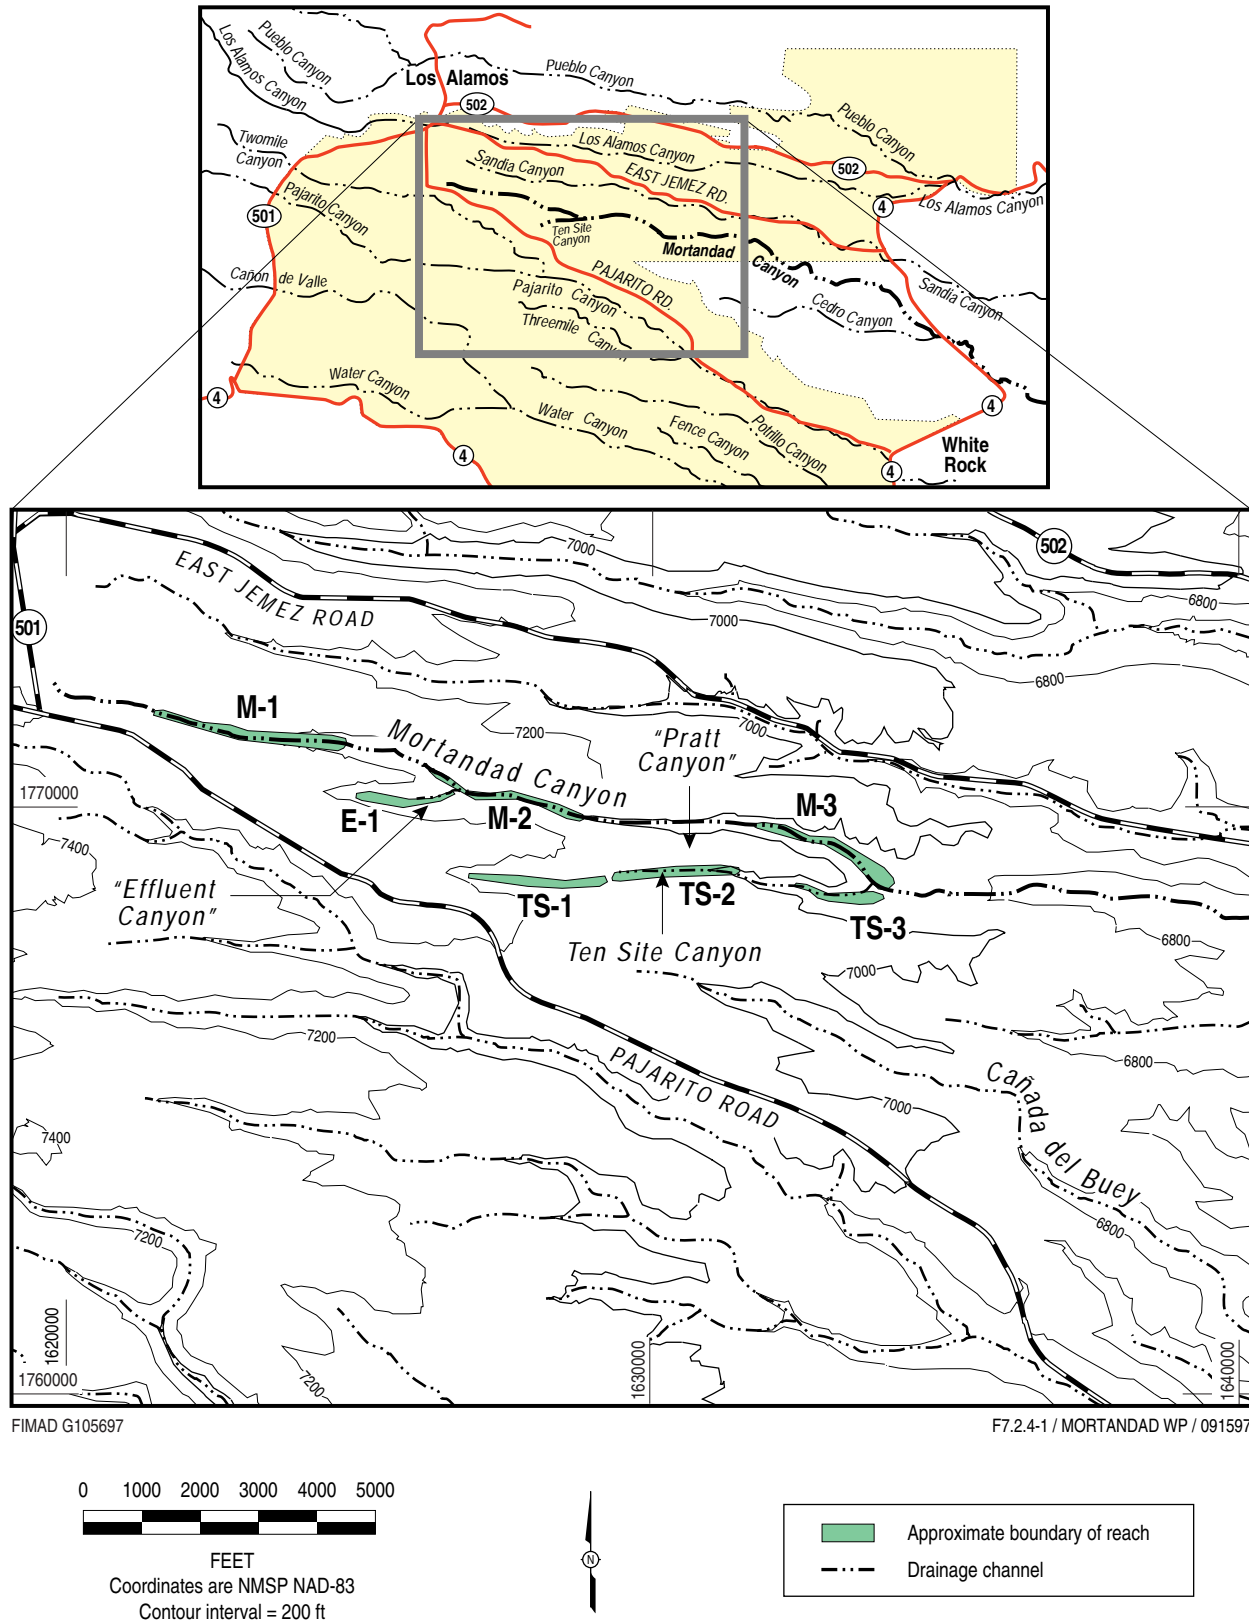 Pueblo Canyon
Los Alamos Canyon
Los Alamos
Pueblo Canyon
502
Pueblo Canyon
Twomile
Canyon
Los Alamos Canyon
Sandia Canyon
EAST JEMEZ RD.
502
Pajarito Canyon
Los Alamos Canyon
4
501
Ten Site
Canyon
Mortandad
Canyon
Cañon de Valle
PAJARITO RD.
Pajarito Canyon
Sandia Canyon
Cedro Canyon
Threemile
Canyon
Water Canyon
4
4
Water Canyon
Fence Canyon
Potrillo Canyon
White
Rock
4
4
EAST JEMEZ ROAD
7000
502
6800
501
7000
6800
M-1
7200
7000
Mortandad Canyon
"Pratt
Canyon"
1770000
E-1
M-2
M-3
7400
"Effluent
Canyon"
TS-1
TS-2
TS-3
Ten Site Canyon
6800
7000
7200
PAJARITO ROAD
6800
7000
Cañada del Buey
7400
6800
7200
1620000
7200
1630000
1640000
1760000
FIMAD G105697
F7.2.4-1 / MORTANDAD WP / 091597
0 1000 2000 3000 4000 5000
FEET
Coordinates are NMSP NAD-83
Contour interval = 200 ft
N
Approximate boundary of reach
Drainage channel